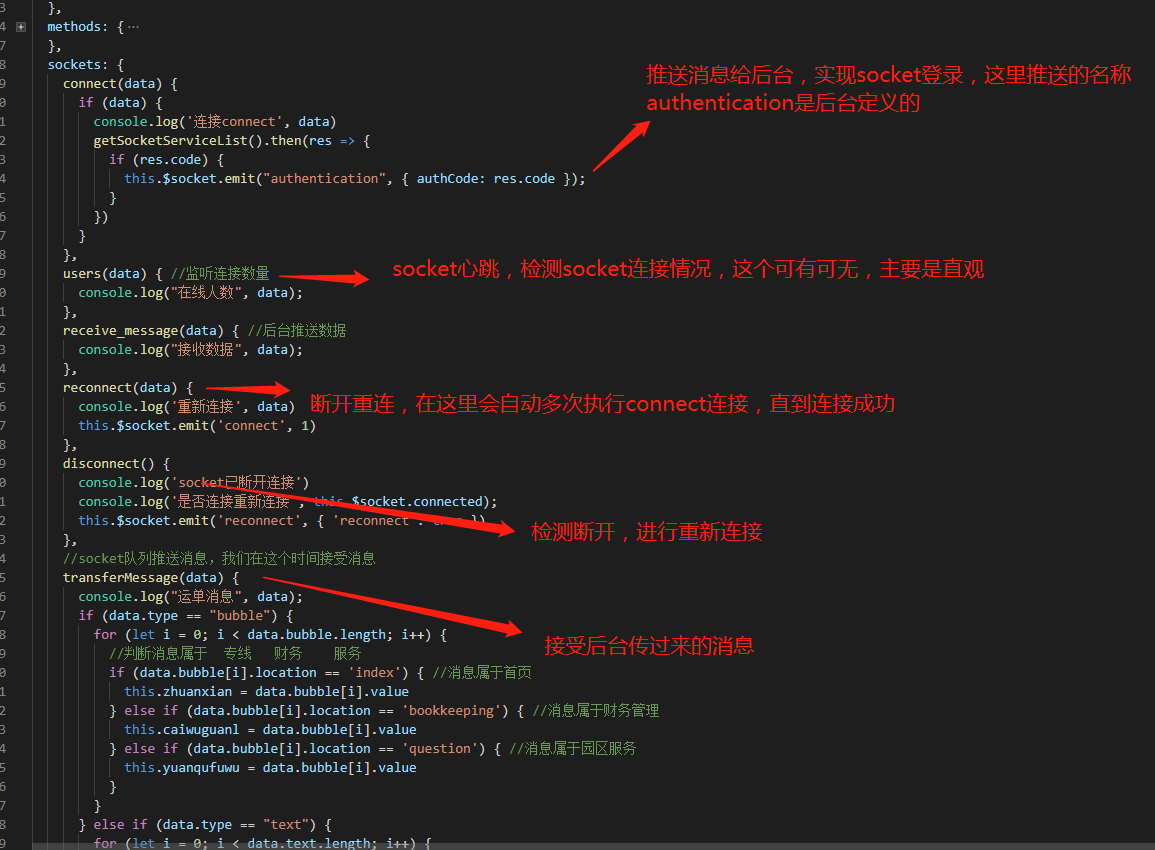 3 },
4 methods: {…
5 },
7
8 sockets: {
9 connect(data) {
推送消息给后台，实现socket登录，这里推送的名称
authentication是后台定义的
0 if (data) {
1 console.log('连接connect', data)
2 getSocketServiceList().then(res => {
3 if (res.code) {
4 this.$socket.emit("authentication", { authCode: res.code });
5 }
6 })
7 }
8 },
9 users(data) { //监听连接数量
socket心跳，检测socket连接情况，这个可有可无，主要是直观
0 console.log("在线人数", data);
1 },
2 receive_message(data) { //后台推送数据
3 console.log("接收数据", data);
4 },
5 reconnect(data) {
断开重连，在这里会自动多次执行connect连接，直到连接成功
6 console.log('重新连接', data)
7 this.$socket.emit('connect', 1)
8 },
9 disconnect() {
0 console.log('socket已断开连接')
1 console.log('是否连接重新连接', this.$socket.connected);
2 this.$socket.emit('reconnect', { 'reconnect'
检测断开，进行重新连接
3 },
4 //socket队列推送消息，我们在这个时间接受消息
5 transferMessage(data) {
6 console.log("运单消息", data);
7 if (data.type == "bubble") {
8 for (let i = 0; i < data.bubble.length; i++) {
接受后台传过来的消息
9 //判断消息属于 专线 财务 服务
0 if (data.bubble[i].location == 'index') { //消息属于首页
1 this.zhuanxian = data.bubble[i].value
2 } else if (data.bubble[i].location == 'bookkeeping') { //消息属于财务管理
3 this.caiwuguanl = data.bubble[i].value
4 } else if (data.bubble[i].location == 'question') { //消息属于园区服务
5 this.yuanqufuwu = data.bubble[i].value
6 }
7 }
8 } else if (data.type == "text") {
9 for (let i = 0; i < data.text.length; i++) {